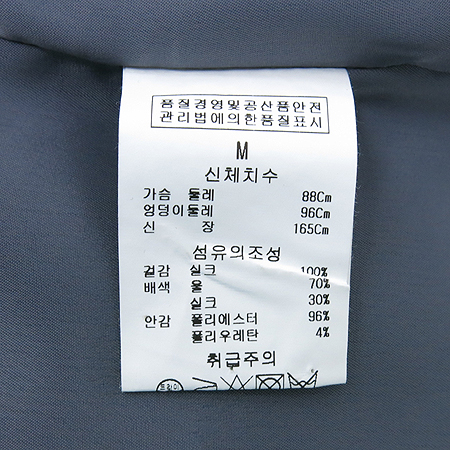 품질경영및공산품안전
관리법에의한품질표시
M
신체치수
가슴 둘레 88Cm
엉덩이둘레 96Cm
신 장 165Cm
섬유의조성
겉감 실크 100%
배색 울 70%
실크 30%
안감 폴리에스터 96%
폴리우레탄 4%
취급주의
드라이